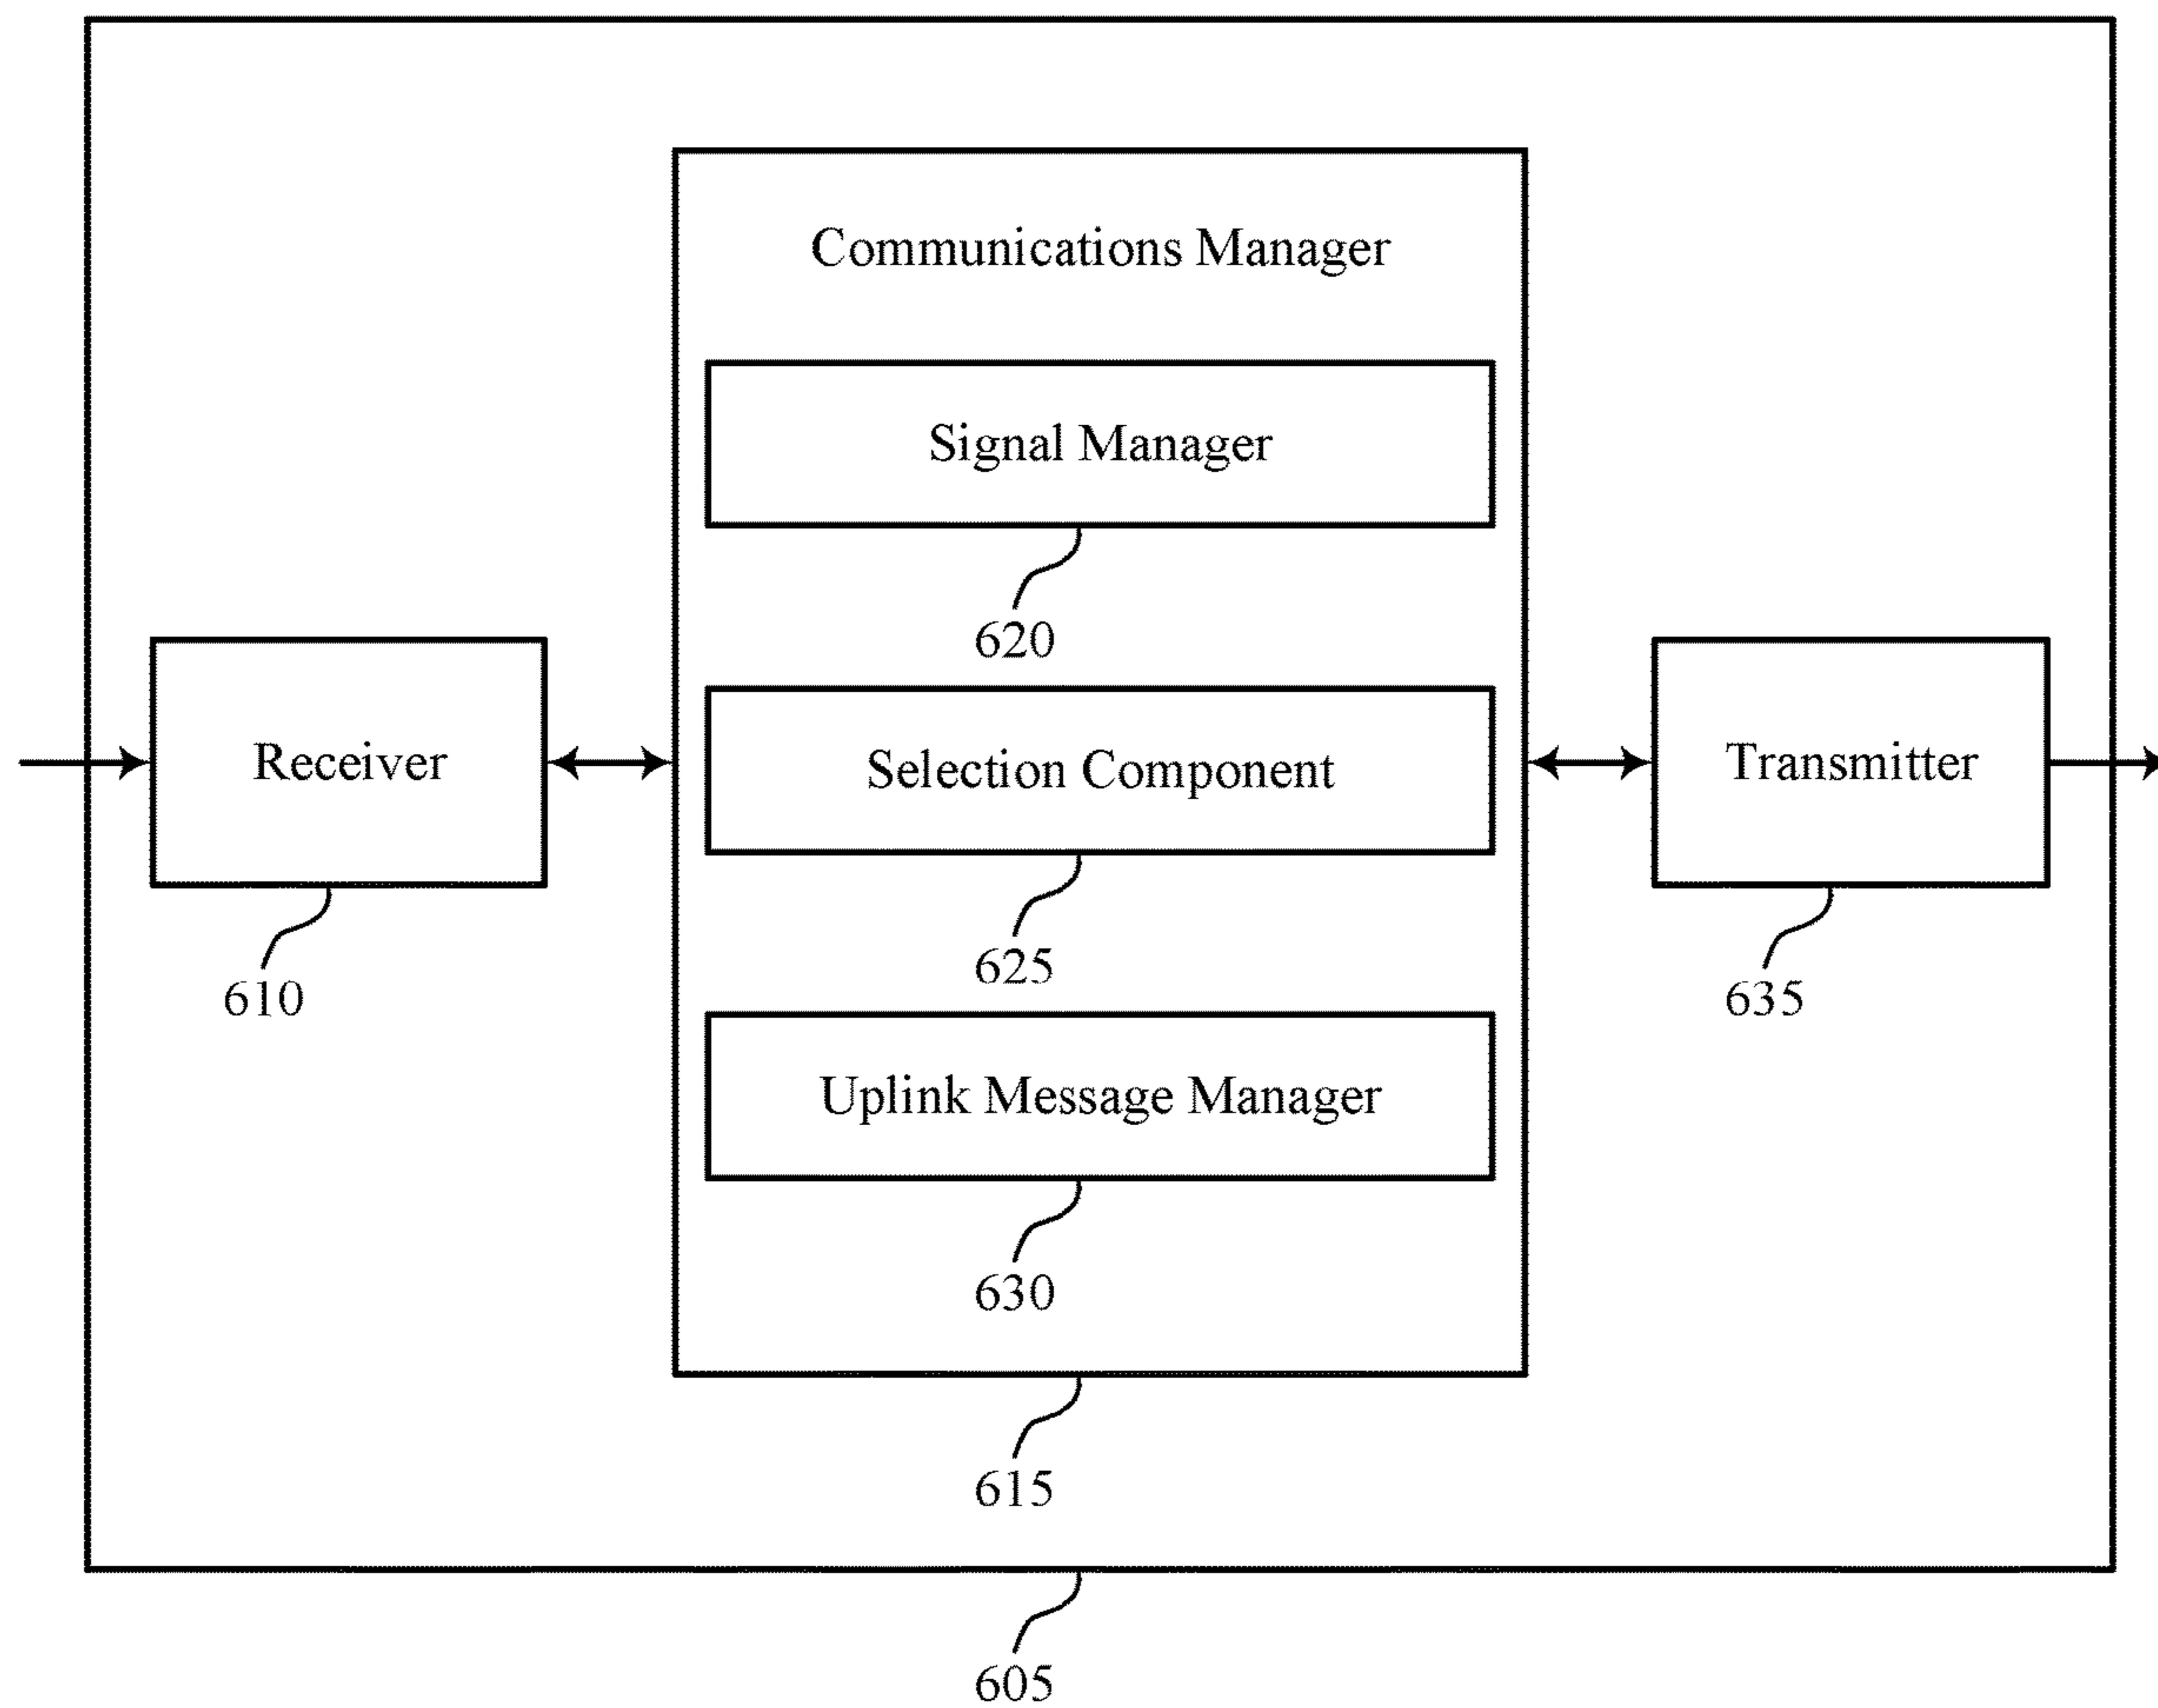 Communications Manager
Signal Manager
620
Receiver
610
Selection Component
625
Transmitter
635
Uplink Message Manager
630
615
605